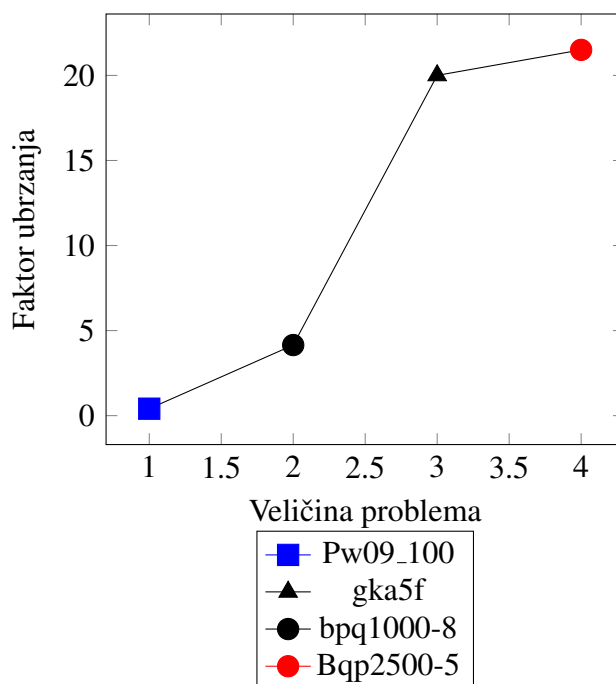 20
15
10
5
0
Faktor ubrzanja
1 1.5 2 2.5 3 3.5 4
Veličina problema
Pw09_100
gka5f
bpq1000-8
Bqp2500-5